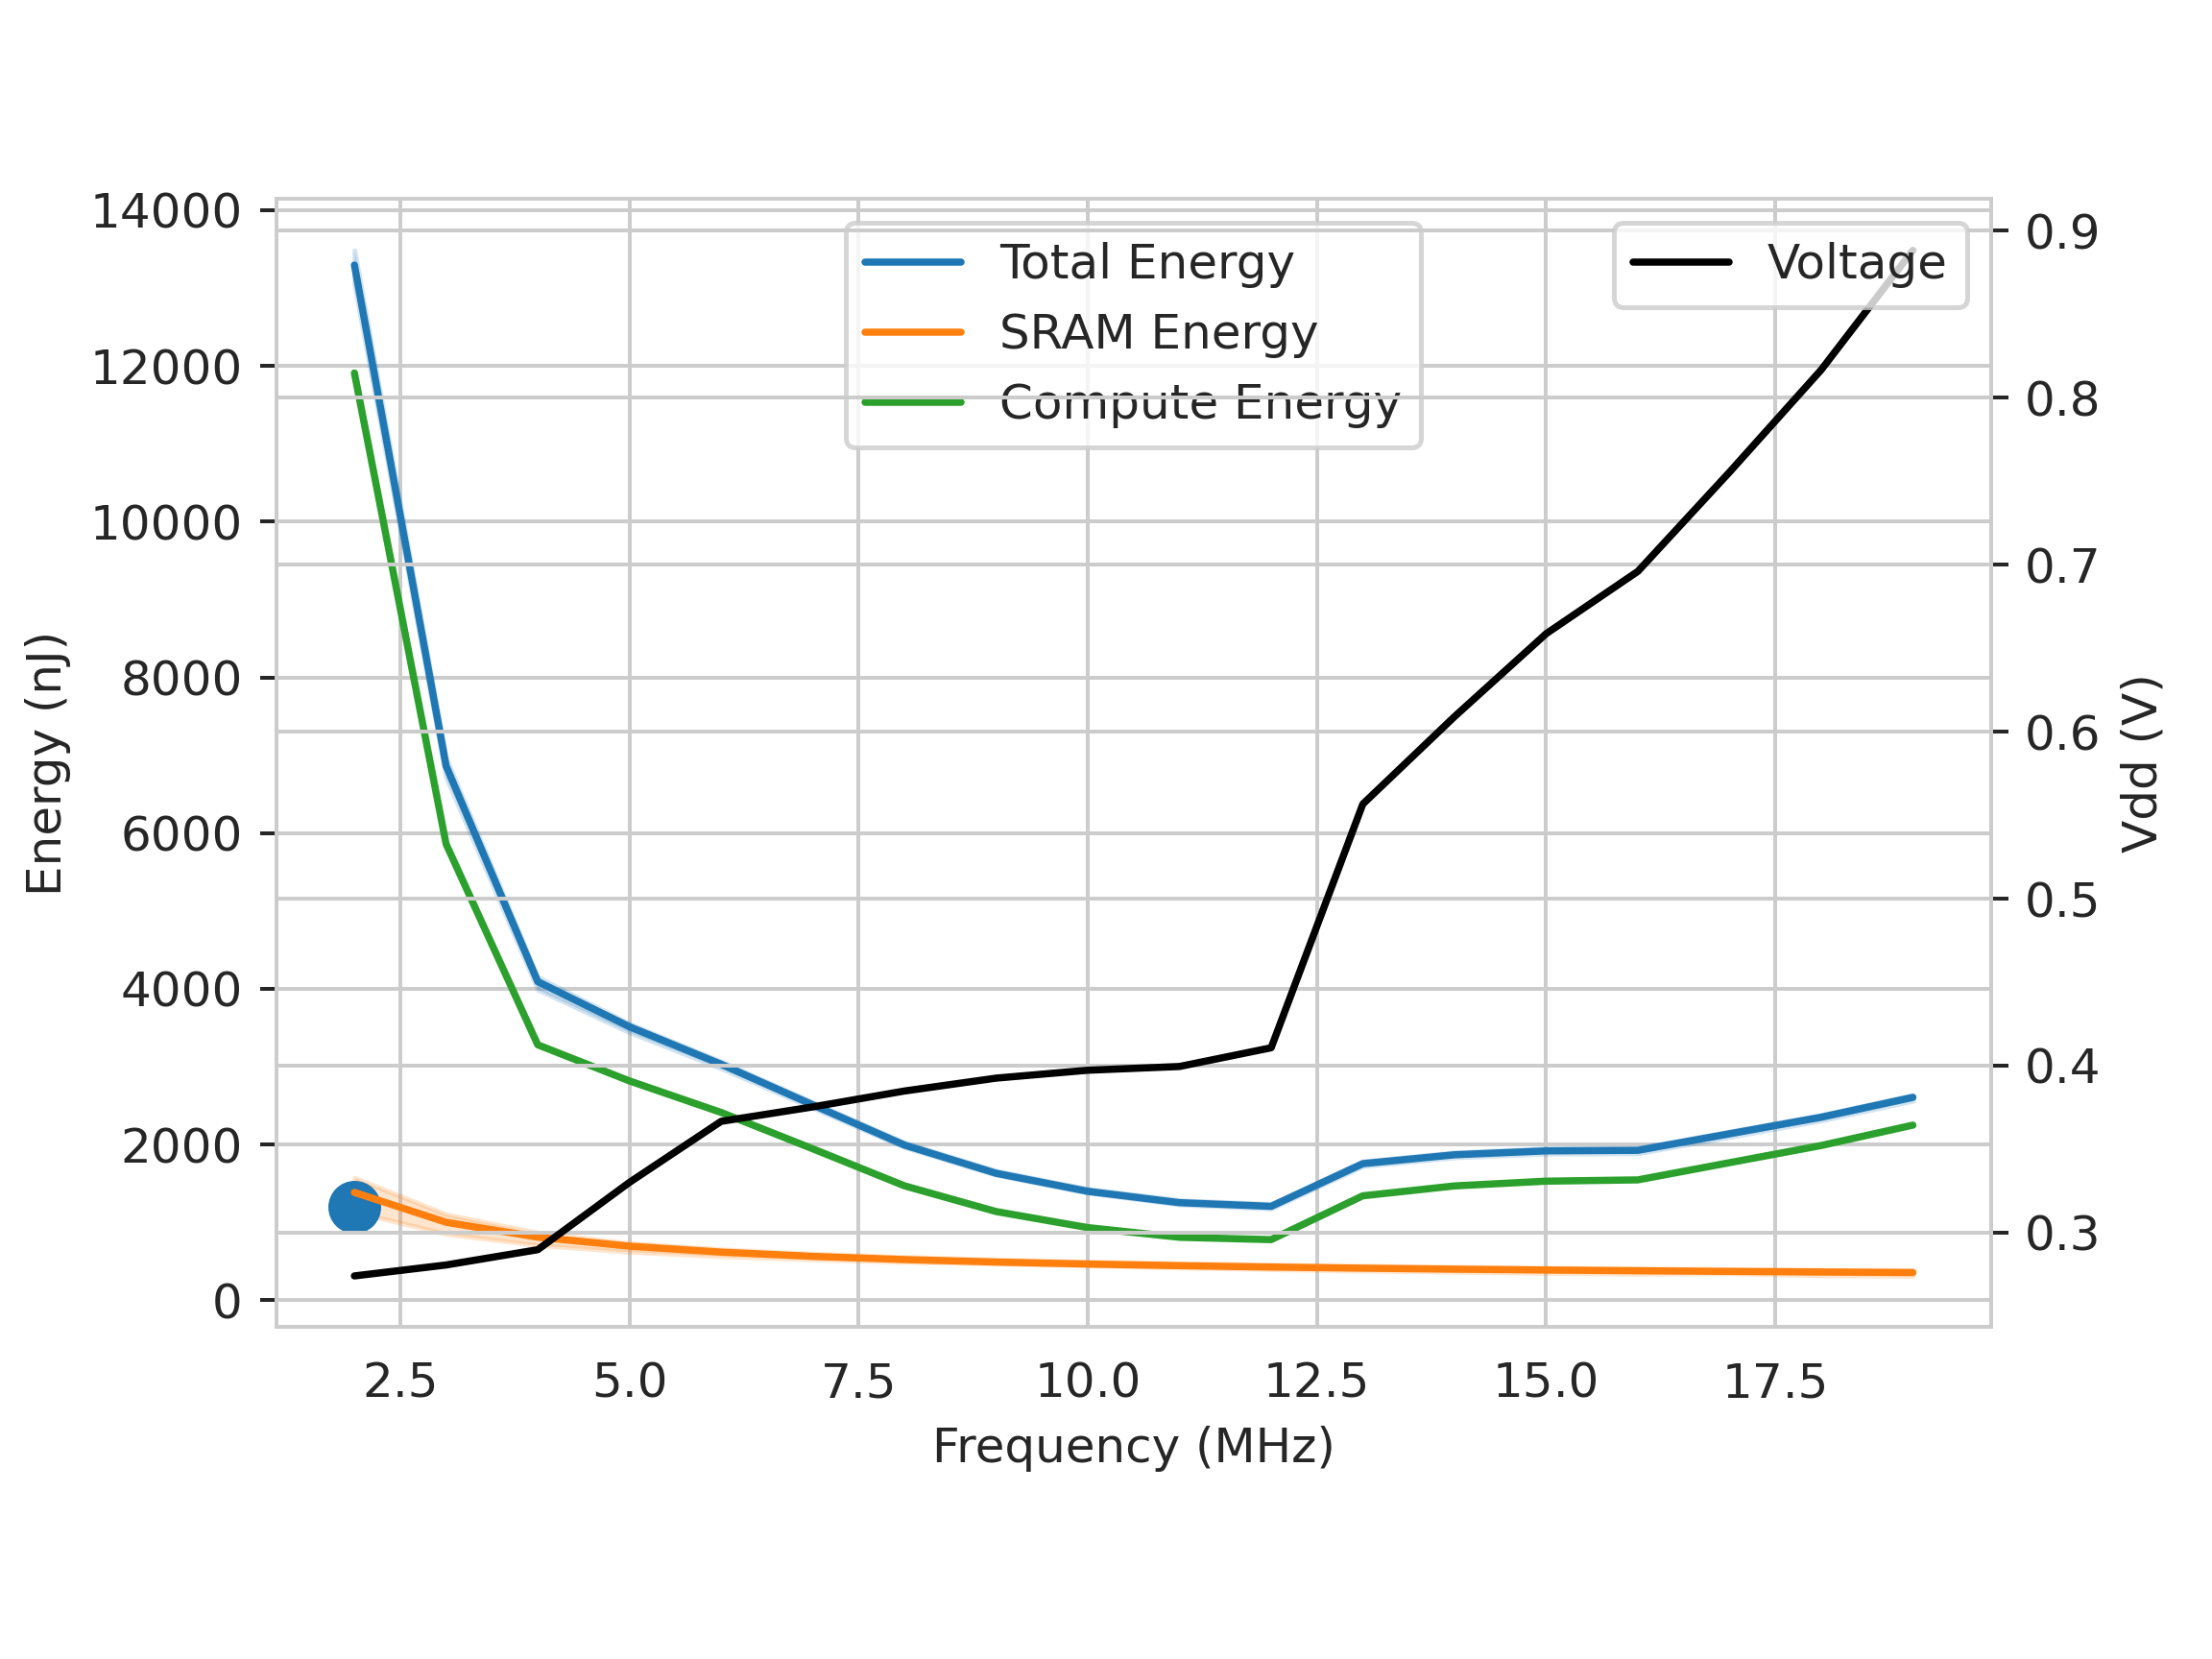 14000
12000
10000
8000
6000
4000
2000
0
Energy (nJ)
Total Energy
SRAM Energy
Compute Energy
Voltage
0.9
0.8
0.7
0.6
0.5
0.4
0.3
Vdd (V)
2.5 5.0 7.5 10.0 12.5 15.0 17.5
Frequency (MHz)